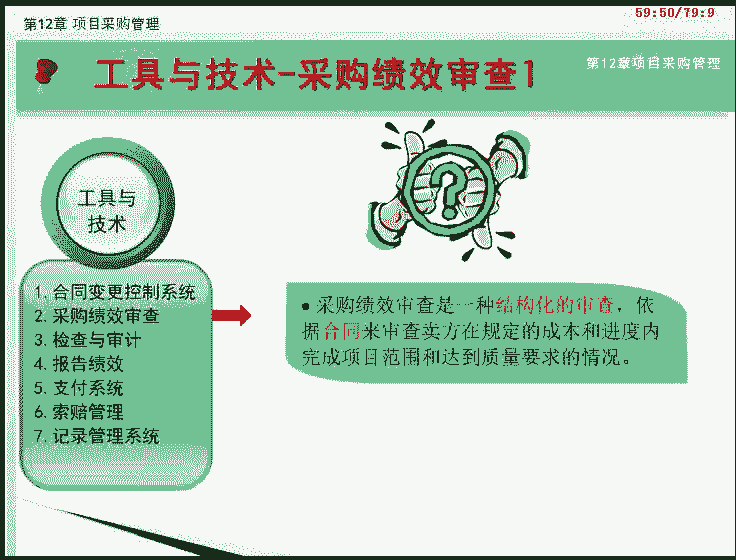 59:50/79:9
第12章 项目采购管理
工具与技术-采购绩效审查1
第12章项目采购管理
工具与
技术
1. 合同变更控制系统
2. 采购绩效审查
3. 检查与审计
4. 报告绩效
5. 支付系统
6. 索赔管理
7. 记录管理系统
• 采购绩效审查是一种结构化的审查，依
据合同来审查卖方在规定的成本和进度内
完成项目范围和达到质量要求的情况。